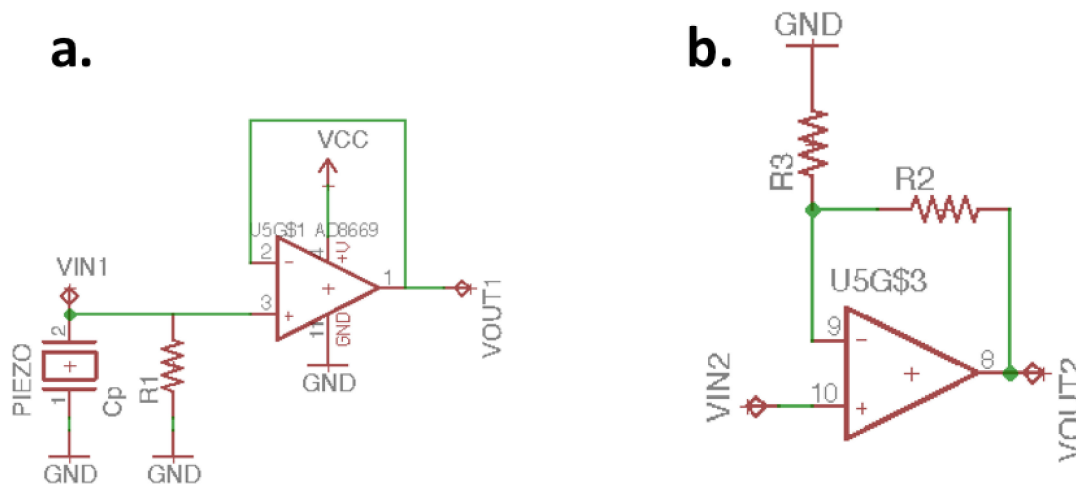 a.
VCC
U5G$1 AD8669
4
+V
2
-
1
VIN1
3
+
VOUT1
11
GND
GND
2
PIEZO
1
Cp
R1
GND
GND
b.
GND
R3
R2
U5G$3
9
-
8
VIN2
10
+
VOUT2